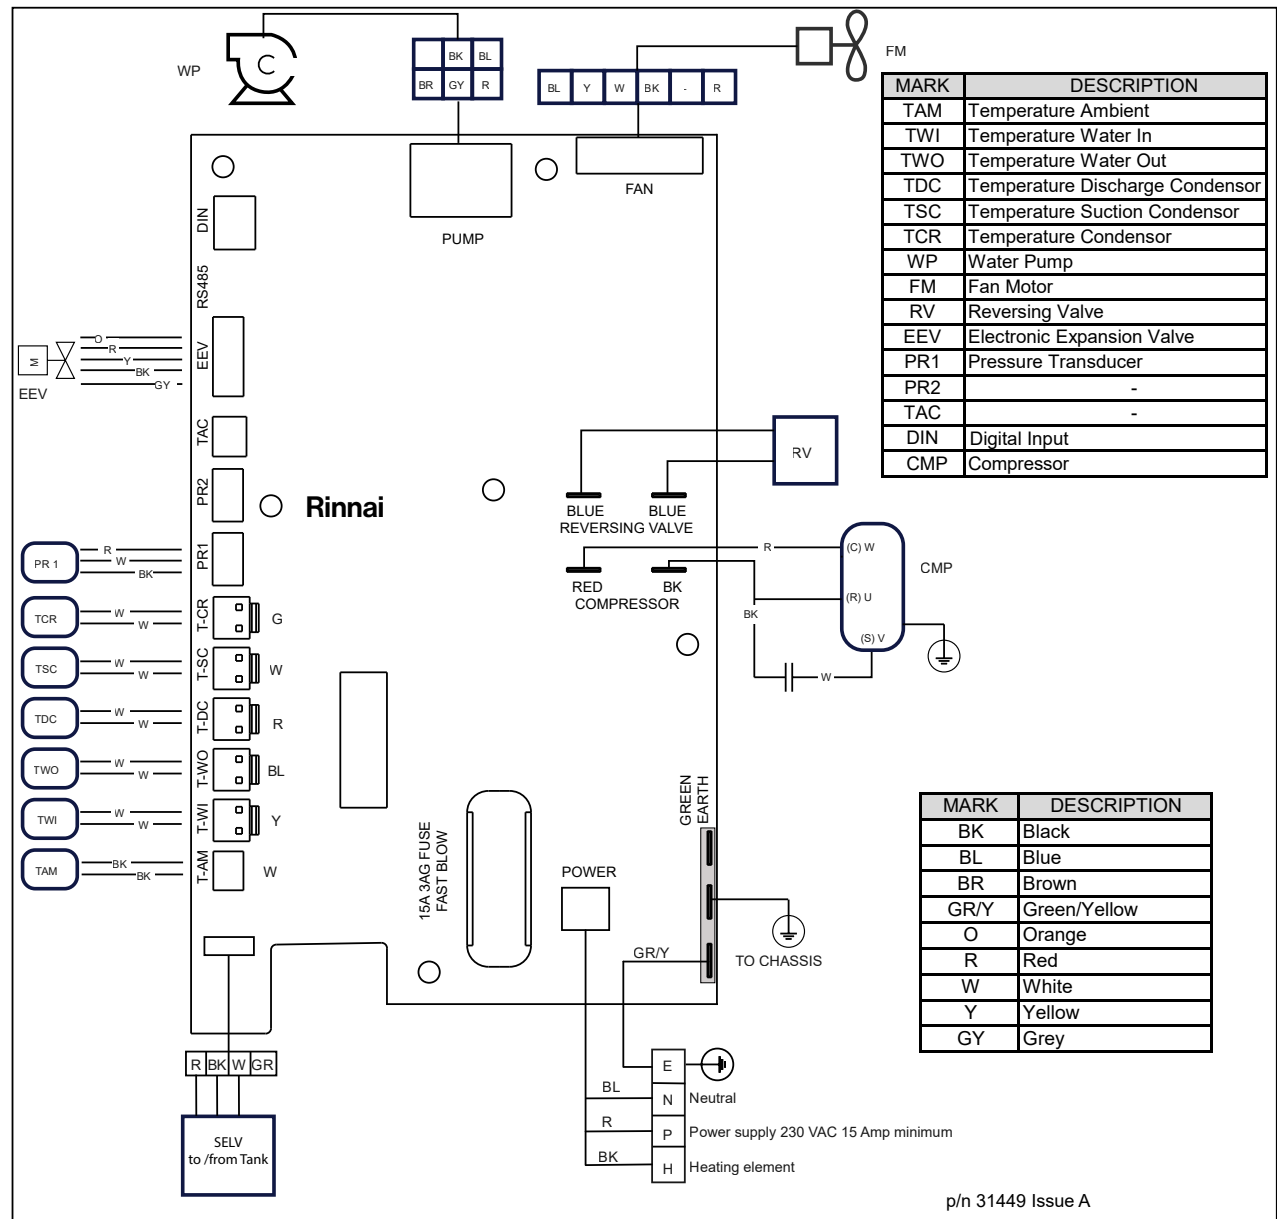 WP
C
BK BL
BR GY R
BL Y W BK - R
FM
PUMP
FAN
MARK DESCRIPTION
TAM Temperature Ambient
TWI Temperature Water In
TWO Temperature Water Out
TDC Temperature Discharge Condensor
TSC Temperature Suction Condensor
TCR Temperature Condensor
WP Water Pump
FM Fan Motor
RV Reversing Valve
EEV Electronic Expansion Valve
PR1 Pressure Transducer
PR2 -
TAC -
DIN Digital Input
CMP Compressor
DIN
RS485
EEV
M
EEV
O
R
Y
BK
GY
TAC
PR2
Rinnai
RV
BLUE BLUE
REVERSING VALVE
RED BK
COMPRESSOR
R
BK
W
(C) W
(R) U
(S) V
CMP
PR 1
R
W
BK
PR1
TCR
W
W
T-CR
G
TSC
W
W
T-SC
W
TDC
W
W
T-DC
R
TWO
W
W
T-WO
BL
TWI
W
W
T-WI
Y
TAM
BK
BK
T-AM
W
15A 3AG FUSE
FAST BLOW
POWER
GREEN
EARTH
GR/Y
TO CHASSIS
MARK DESCRIPTION
BK Black
BL Blue
BR Brown
GR/Y Green/Yellow
O Orange
R Red
W White
Y Yellow
GY Grey
R BK W GR
SELV
to /from Tank
E
BL N Neutral
R P Power supply 230 VAC 15 Amp minimum
BK H Heating element
p/n 31449 Issue A